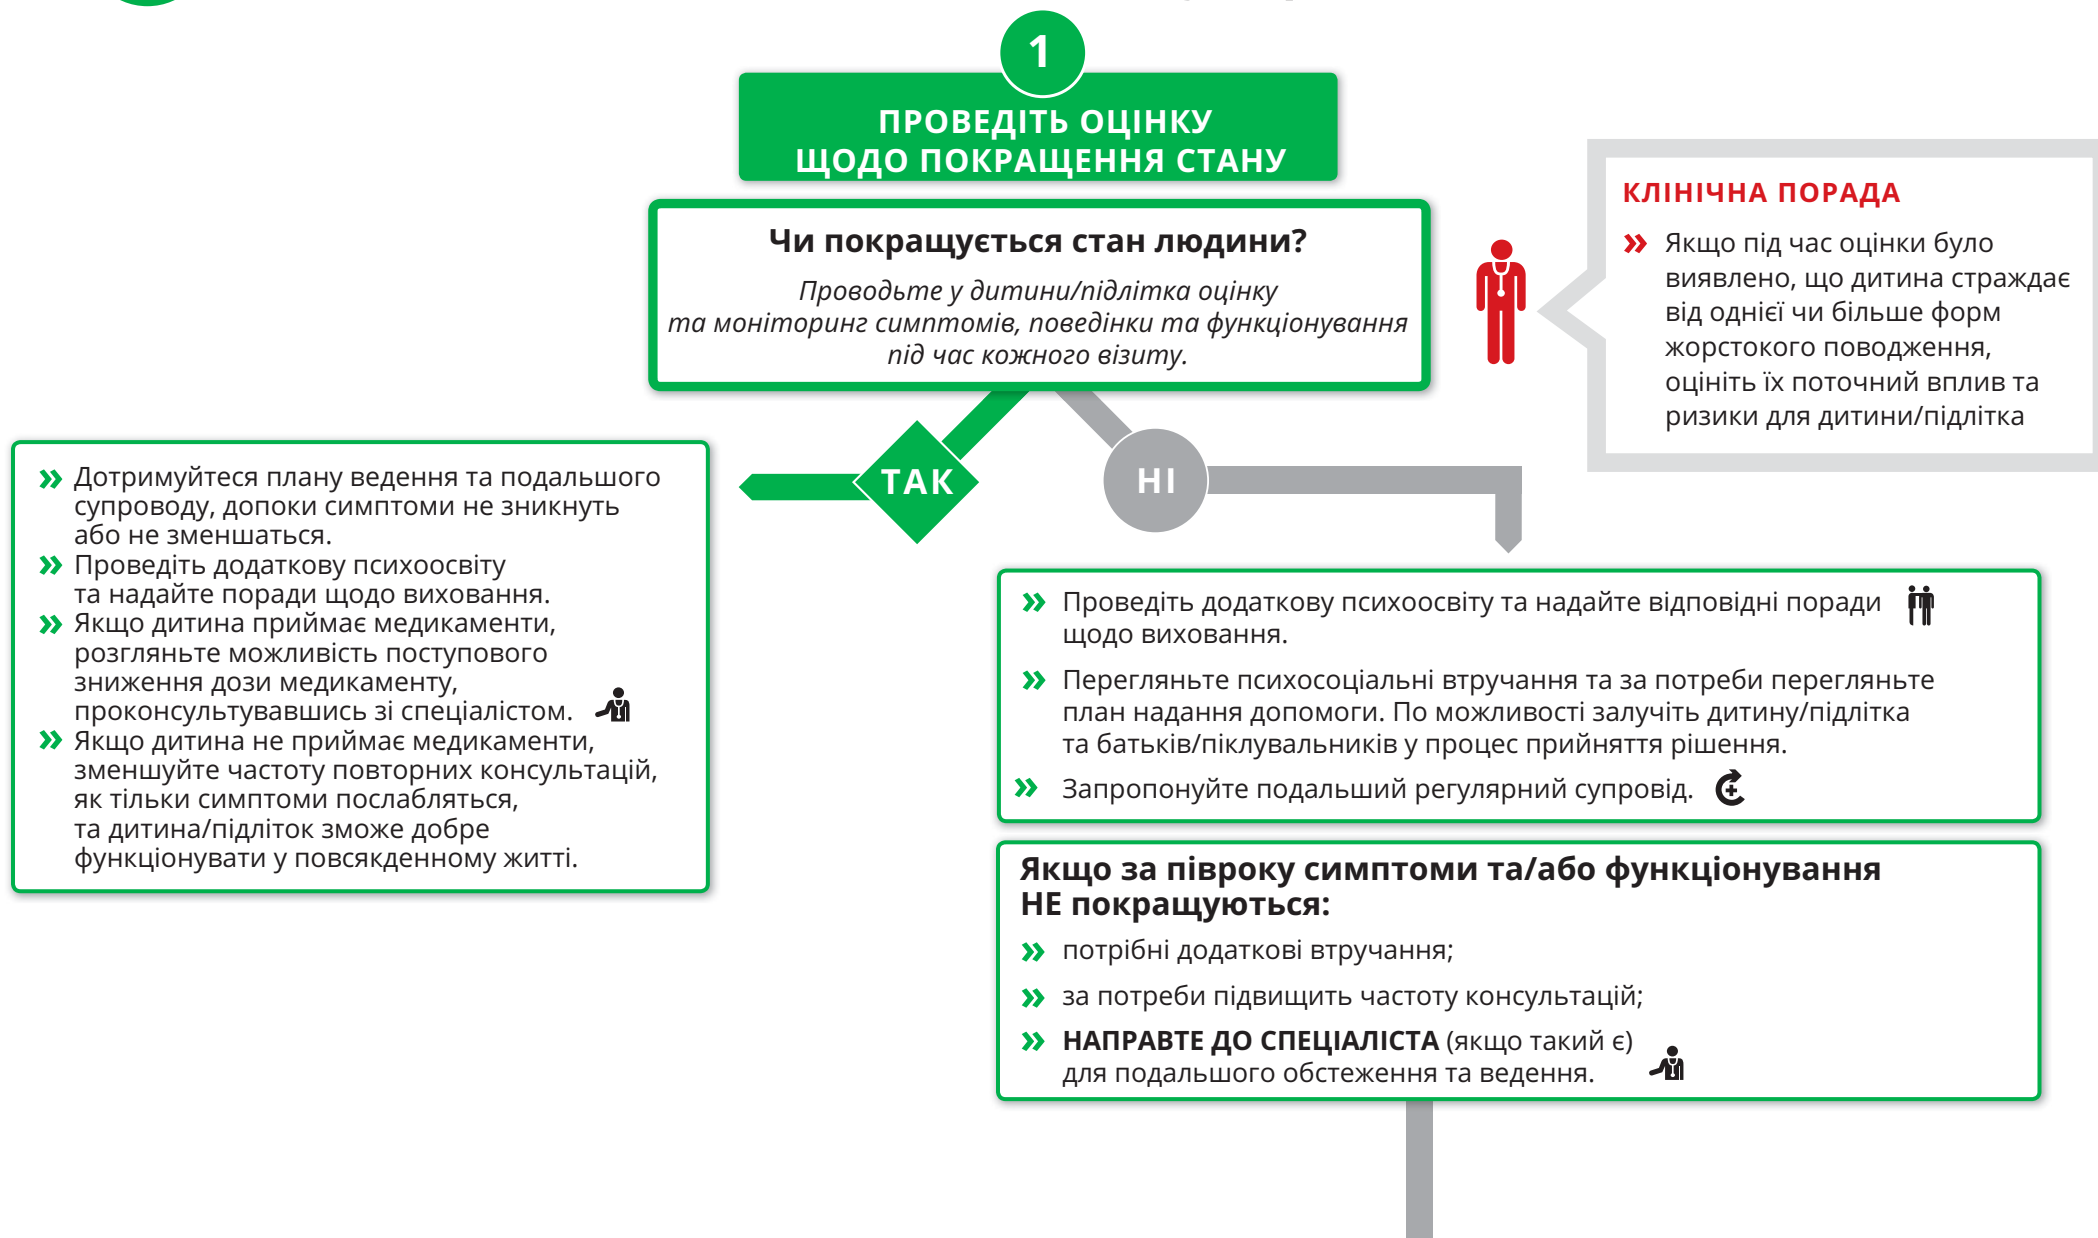 1
ПРОВЕДІТЬ ОЦІНКУ
ЩОДО ПОКРАЩЕННЯ СТАНУ
Чи покращується стан людини?
Проводьте у дитини/підлітка оцінку
та моніторинг симптомів, поведінки та функціонування
під час кожного візиту.
КЛІНІЧНА ПОРАДА
» Якщо під час оцінки було
виявлено, що дитина страждає
від однієї чи більше форм
жорстокого поводження,
оцініть їх поточний вплив та
ризики для дитини/підлітка
ТАК
НІ
» Дотримуйтеся плану ведення та подальшого
супроводу, допоки симптоми не зникнуть
або не зменшаться.
» Проведіть додаткову психоосвіту
та надайте поради щодо виховання.
» Якщо дитина приймає медикаменти,
розгляньте можливість поступового
зниження дози медикаменту,
проконсультувавшись зі спеціалістом.
» Якщо дитина не приймає медикаменти,
зменшуйте частоту повторних консультацій,
як тільки симптоми послабляться,
та дитина/підліток зможе добре
функціонувати у повсякденному житті.
» Проведіть додаткову психоосвіту та надайте відповідні поради
щодо виховання.
» Перегляньте психосоціальні втручання та за потреби перегляньте
план надання допомоги. По можливості залучіть дитину/підлітка
та батьків/піклувальників у процес прийняття рішення.
» Запропонуйте подальший регулярний супровід.
Якщо за півроку симптоми та/або функціонування
НЕ покращуються:
» потрібні додаткові втручання;
» за потреби підвищить частоту консультацій;
» НАПРАВТЕ ДО СПЕЦІАЛІСТА (якщо такий є)
для подальшого обстеження та ведення.